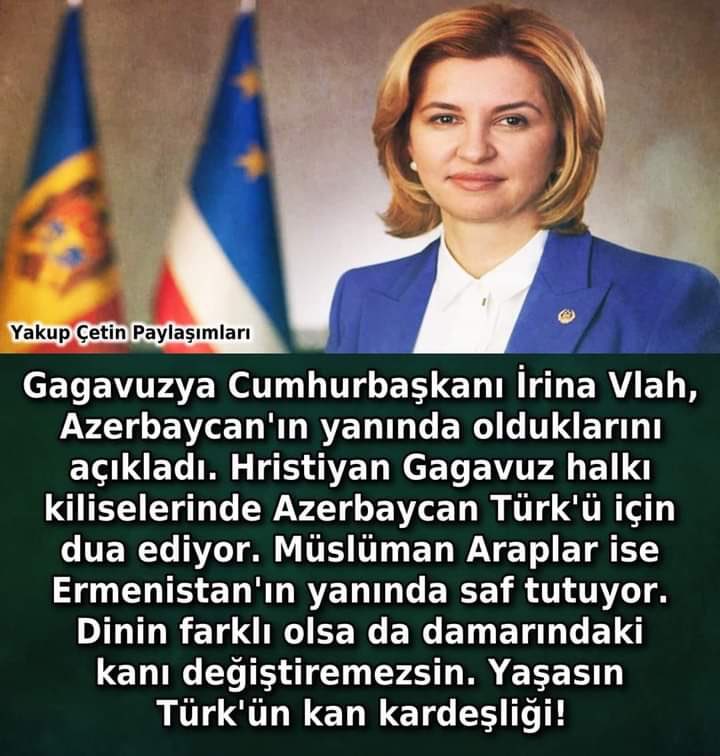 Yakup Çetin Paylaşımları
Gagavuzya Cumhurbaşkanı İrina Vlah,
Azerbaycan'ın yanında olduklarını
açıkladı. Hristiyan Gagavuz halkı
kiliselerinde Azerbaycan Türk'ü için
dua ediyor. Müslüman Araplar ise
Ermenistan'ın yanında saf tutuyor.
Dinin farklı olsa da damarındaki
kanı değiştiremezsin. Yaşasın
Türk'ün kan kardeşliği!